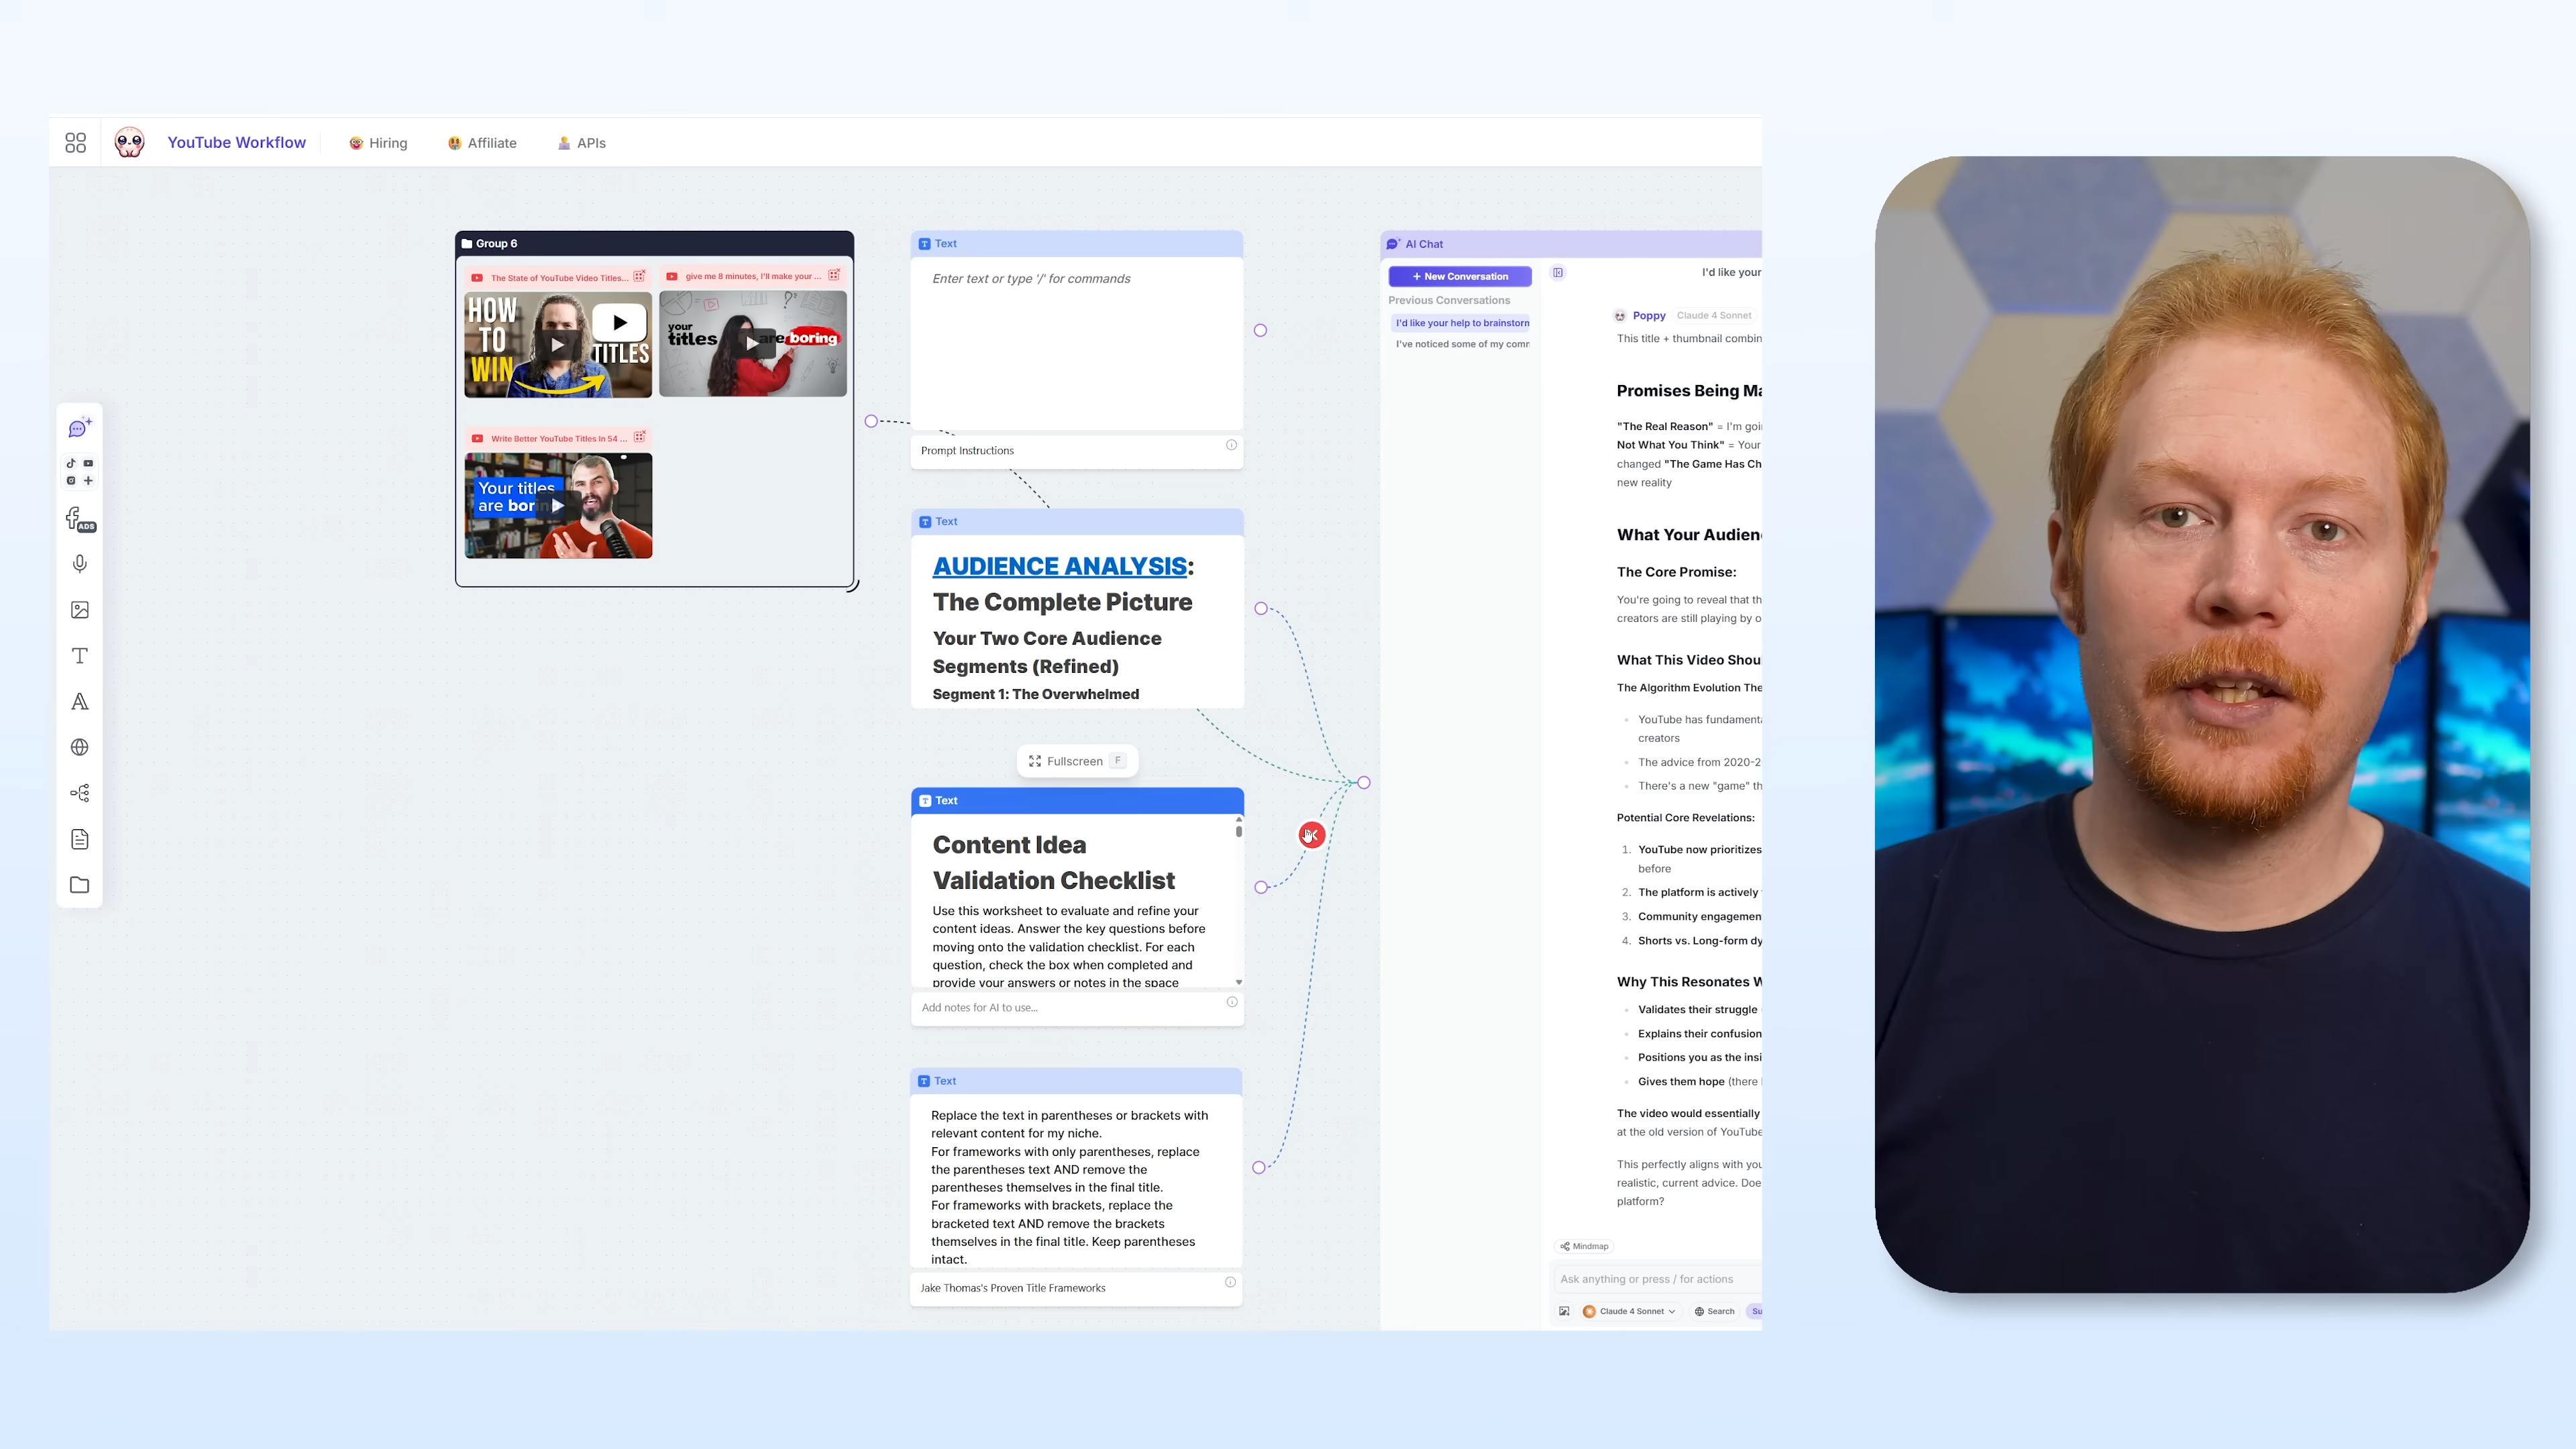 YouTube Workflow
Hiring
Affiliate
APIs
Group 6
The State of YouTube Video Titles...
give me 8 minutes, i'll make your ...
HOW
TO
WIN
TITLES
your
titles are boring
Write Better YouTube Titles In 54 ...
Your titles
are
ADS
Text
Enter text or type '/' for commands
Prompt Instructions
Text
AUDIENCE ANALYSIS:
The Complete Picture
Your Two Core Audience
Segments (Refined)
Segment 1: The Overwhelmed
Fullscreen F
Text
Content Idea
Validation Checklist
Use this worksheet to evaluate and refine your
content ideas. Answer the key questions before
moving onto the validation checklist. For each
question, check the box when completed and
provide your answers or notes in the space
Add notes for AI to use...
Text
Replace the text in parentheses or brackets with
relevant content for my niche.
For frameworks with only parentheses, replace
the parentheses text AND remove the
parentheses themselves in the final title.
For frameworks with brackets, replace the
bracketed text AND remove the brackets
themselves in the final title. Keep parentheses
intact.
Jake Thomas's Proven Title Frameworks
AI Chat
+ New Conversation
Previous Conversations
I'd like your help to brainstorm
I've noticed some of my com
I'd like your
Poppy Claude 4 Sonnet
This title + thumbnail combin
Promises Being Ma
"The Real Reason" = I'm goi
Not What You Think" = Your
changed "The Game Has Ch
new reality
What Your Audien
The Core Promise:
You're going to reveal that th
creators are still playing by o
What This Video Shou
The Algorithm Evolution The
YouTube has fundament
creators
The advice from 2020-2
There's a new "game" th
Potential Core Revelations:
1. YouTube now prioritizes
before
2. The platform is actively
3. Community engagemen
4. Shorts vs. Long-form dy
Why This Resonates W
Validates their struggle
Explains their confusion
Positions you as the insi
Gives them hope (there
The video would essentially
at the old version of YouTube
This perfectly aligns with you
realistic, current advice. Doe
platform?
Mindmap
Ask anything or press / for actions
Claude 4 Sonnet
Search
Su